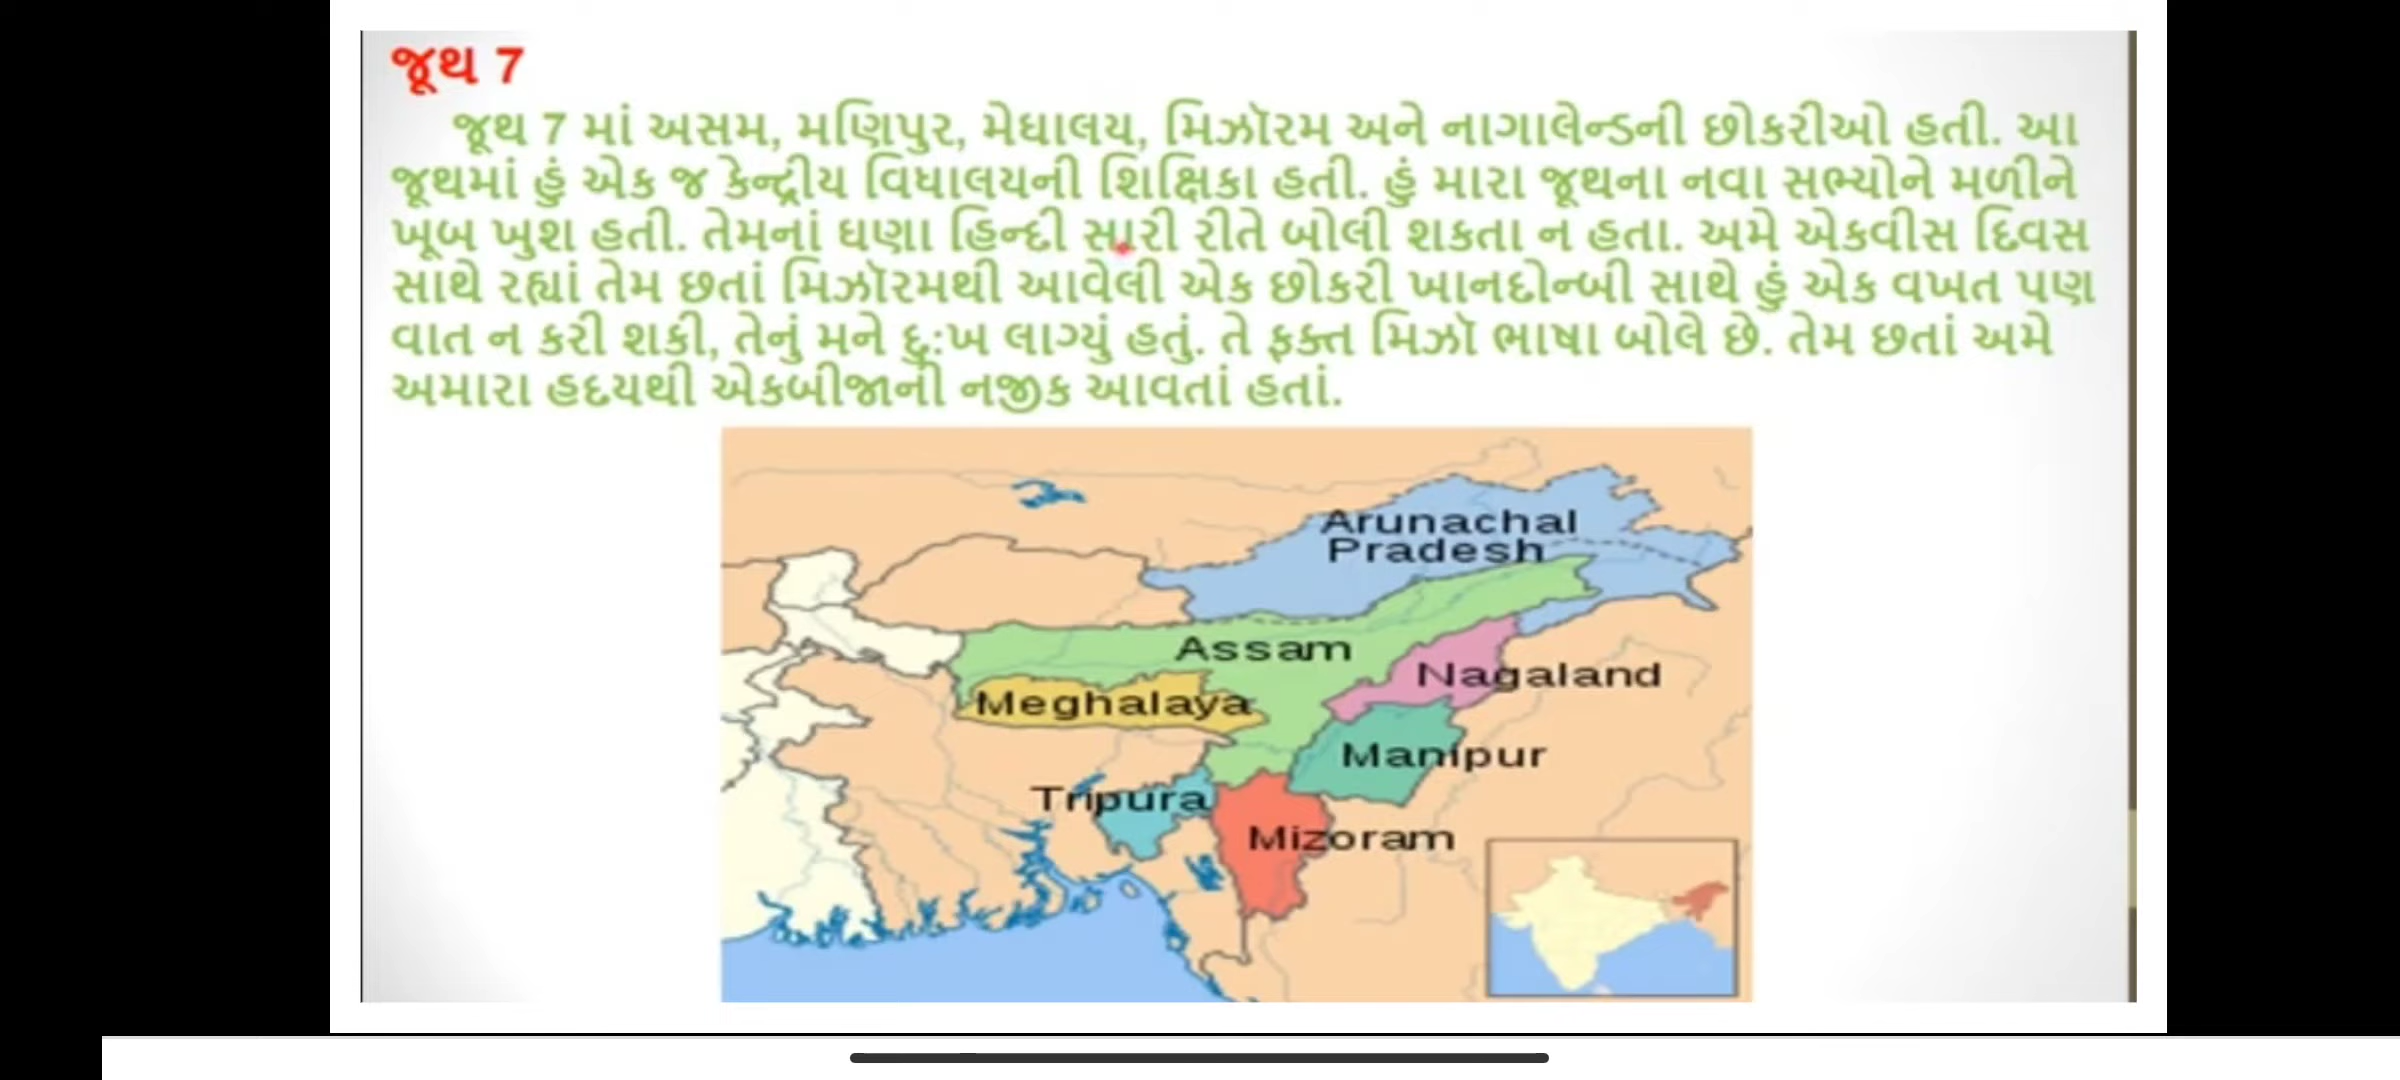 જૂથ 7
જૂથ 7 માં અસમ, મણિપુર, મેઘાલય, મિઝૉરમ અને નાગાલેન્ડની છોકરીઓ હતી. આ
જૂથમાં હું એક જ કેન્દ્રીય વિધાલયની શિક્ષિકા હતી. હું મારા જૂથના નવા સભ્યોને મળીને
ખૂબ ખુશ હતી. તેમનાં ઘણા હિન્દી સારી રીતે બોલી શકતા ન હતા. અમે એકવીસ દિવસ
સાથે રહ્યાં તેમ છતાં મિઝૉરમથી આવેલી એક છોકરી ખાનદોન્બી સાથે હું એક વખત પણ
વાત ન કરી શકી, તેનું મને દુ:ખ લાગ્યું હતું. તે ફક્ત મિઝૉ ભાષા બોલે છે. તેમ છતાં અમે
અમારા હદયથી એકબીજાની નજીક આવતાં હતાં.
Arunachal
Pradesh
Assam
Nagaland
Meghalaya
Manipur
Tripura
Mizoram